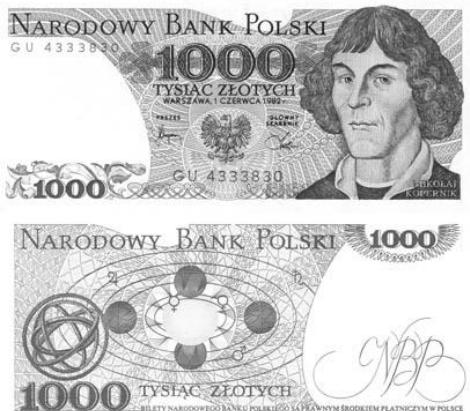 NARODOWY BANK POLSKI
GU 4333830
1000
TYSIĄC ZŁOTYCH
WARSZAWA, 1 CZERWCA 1982 r.
PREZES
GŁÓWNY
SKARBNIK
GU 4333830
1000
MIKOŁAJ
KOPERNIK
NARODOWY BANK POLSKI
1000
NBP
1000
TYSIĄC ZŁOTYCH
BILETY NARODOWEGO BANKU POLSKIEGO SĄ PRAWNYM ŚRODKIEM PŁATNICZYM W POLSCE